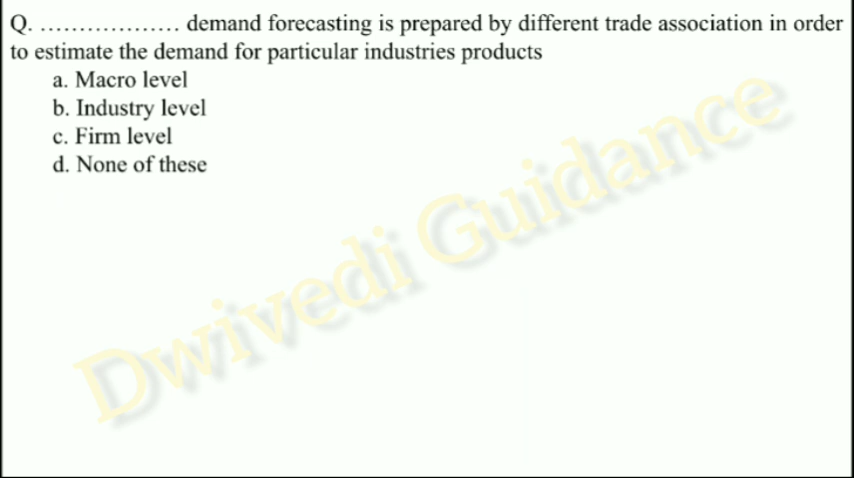 Q. .................. demand forecasting is prepared by different trade association in order
to estimate the demand for particular industries products
a. Macro level
b. Industry level
c. Firm level
d. None of these
Dwivedi Guidance